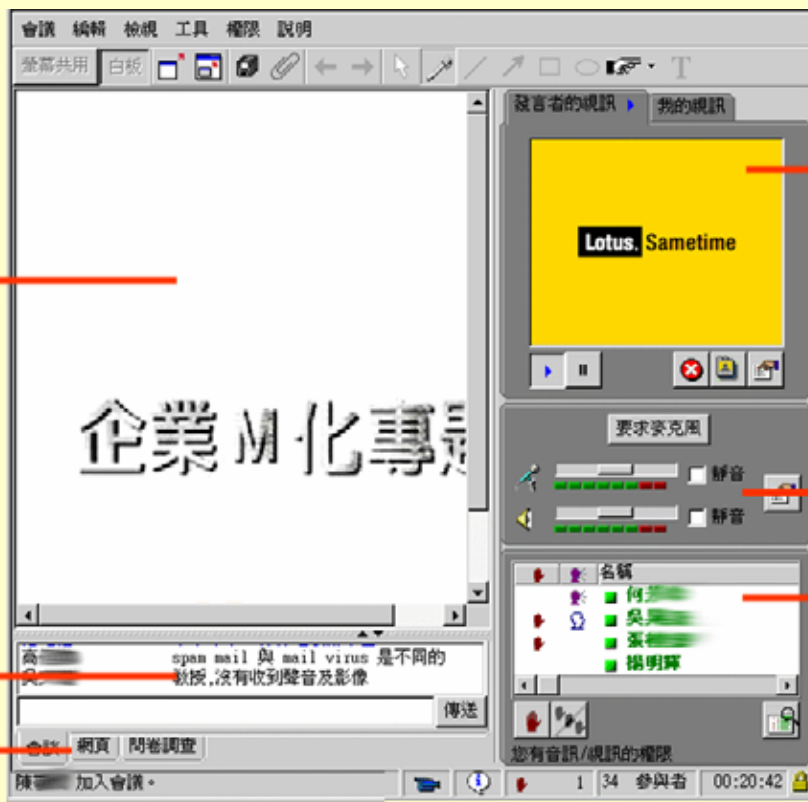 會議 編輯 檢視 工具 權限 說明
螢幕共用 白板 T
發言者的視訊 我的視訊
Lotus. Sametime
企業M化專
要求麥克風
靜音
靜音
名稱
何
吳
張
楊明輝
高 spam mail 與 mail virus 是不同的
吳 教授,沒有收到聲音及影像
傳送
會談 網頁 問卷調查
您有音訊/視訊的權限
陳 加入會議。
1 34 參與者 00:20:42